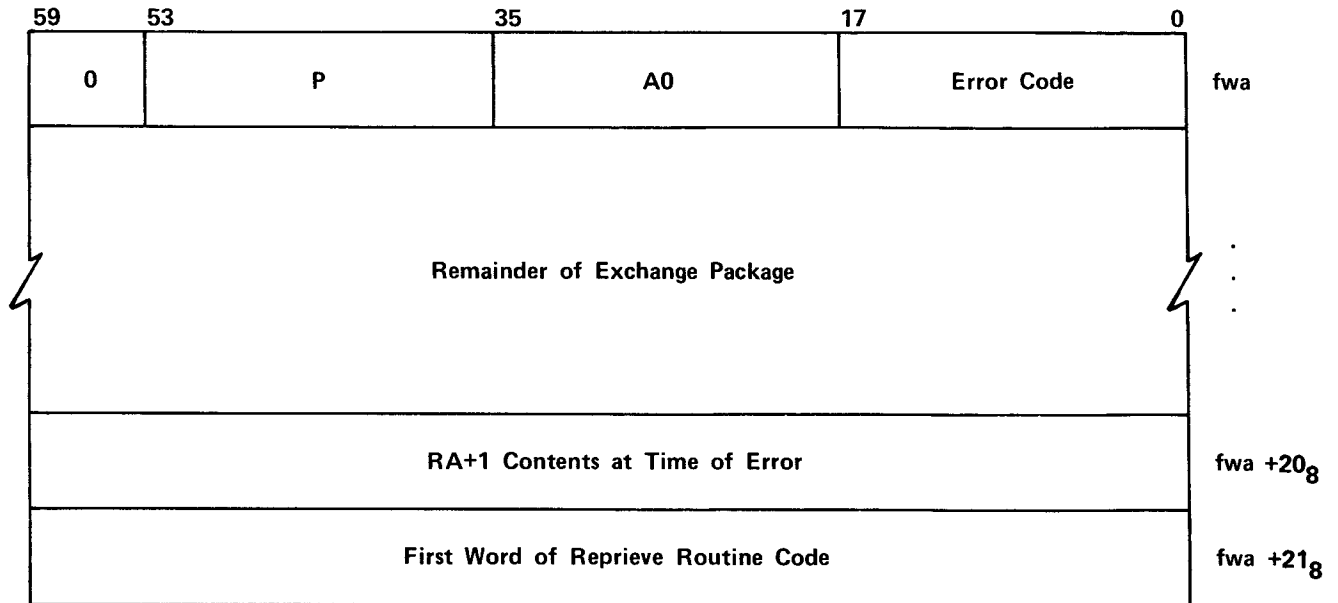 59 53 35 17 0
0 P A0 Error Code fwa
.
Remainder of Exchange Package
.
.
RA+1 Contents at Time of Error fwa +20₈
First Word of Reprieve Routine Code fwa +21₈